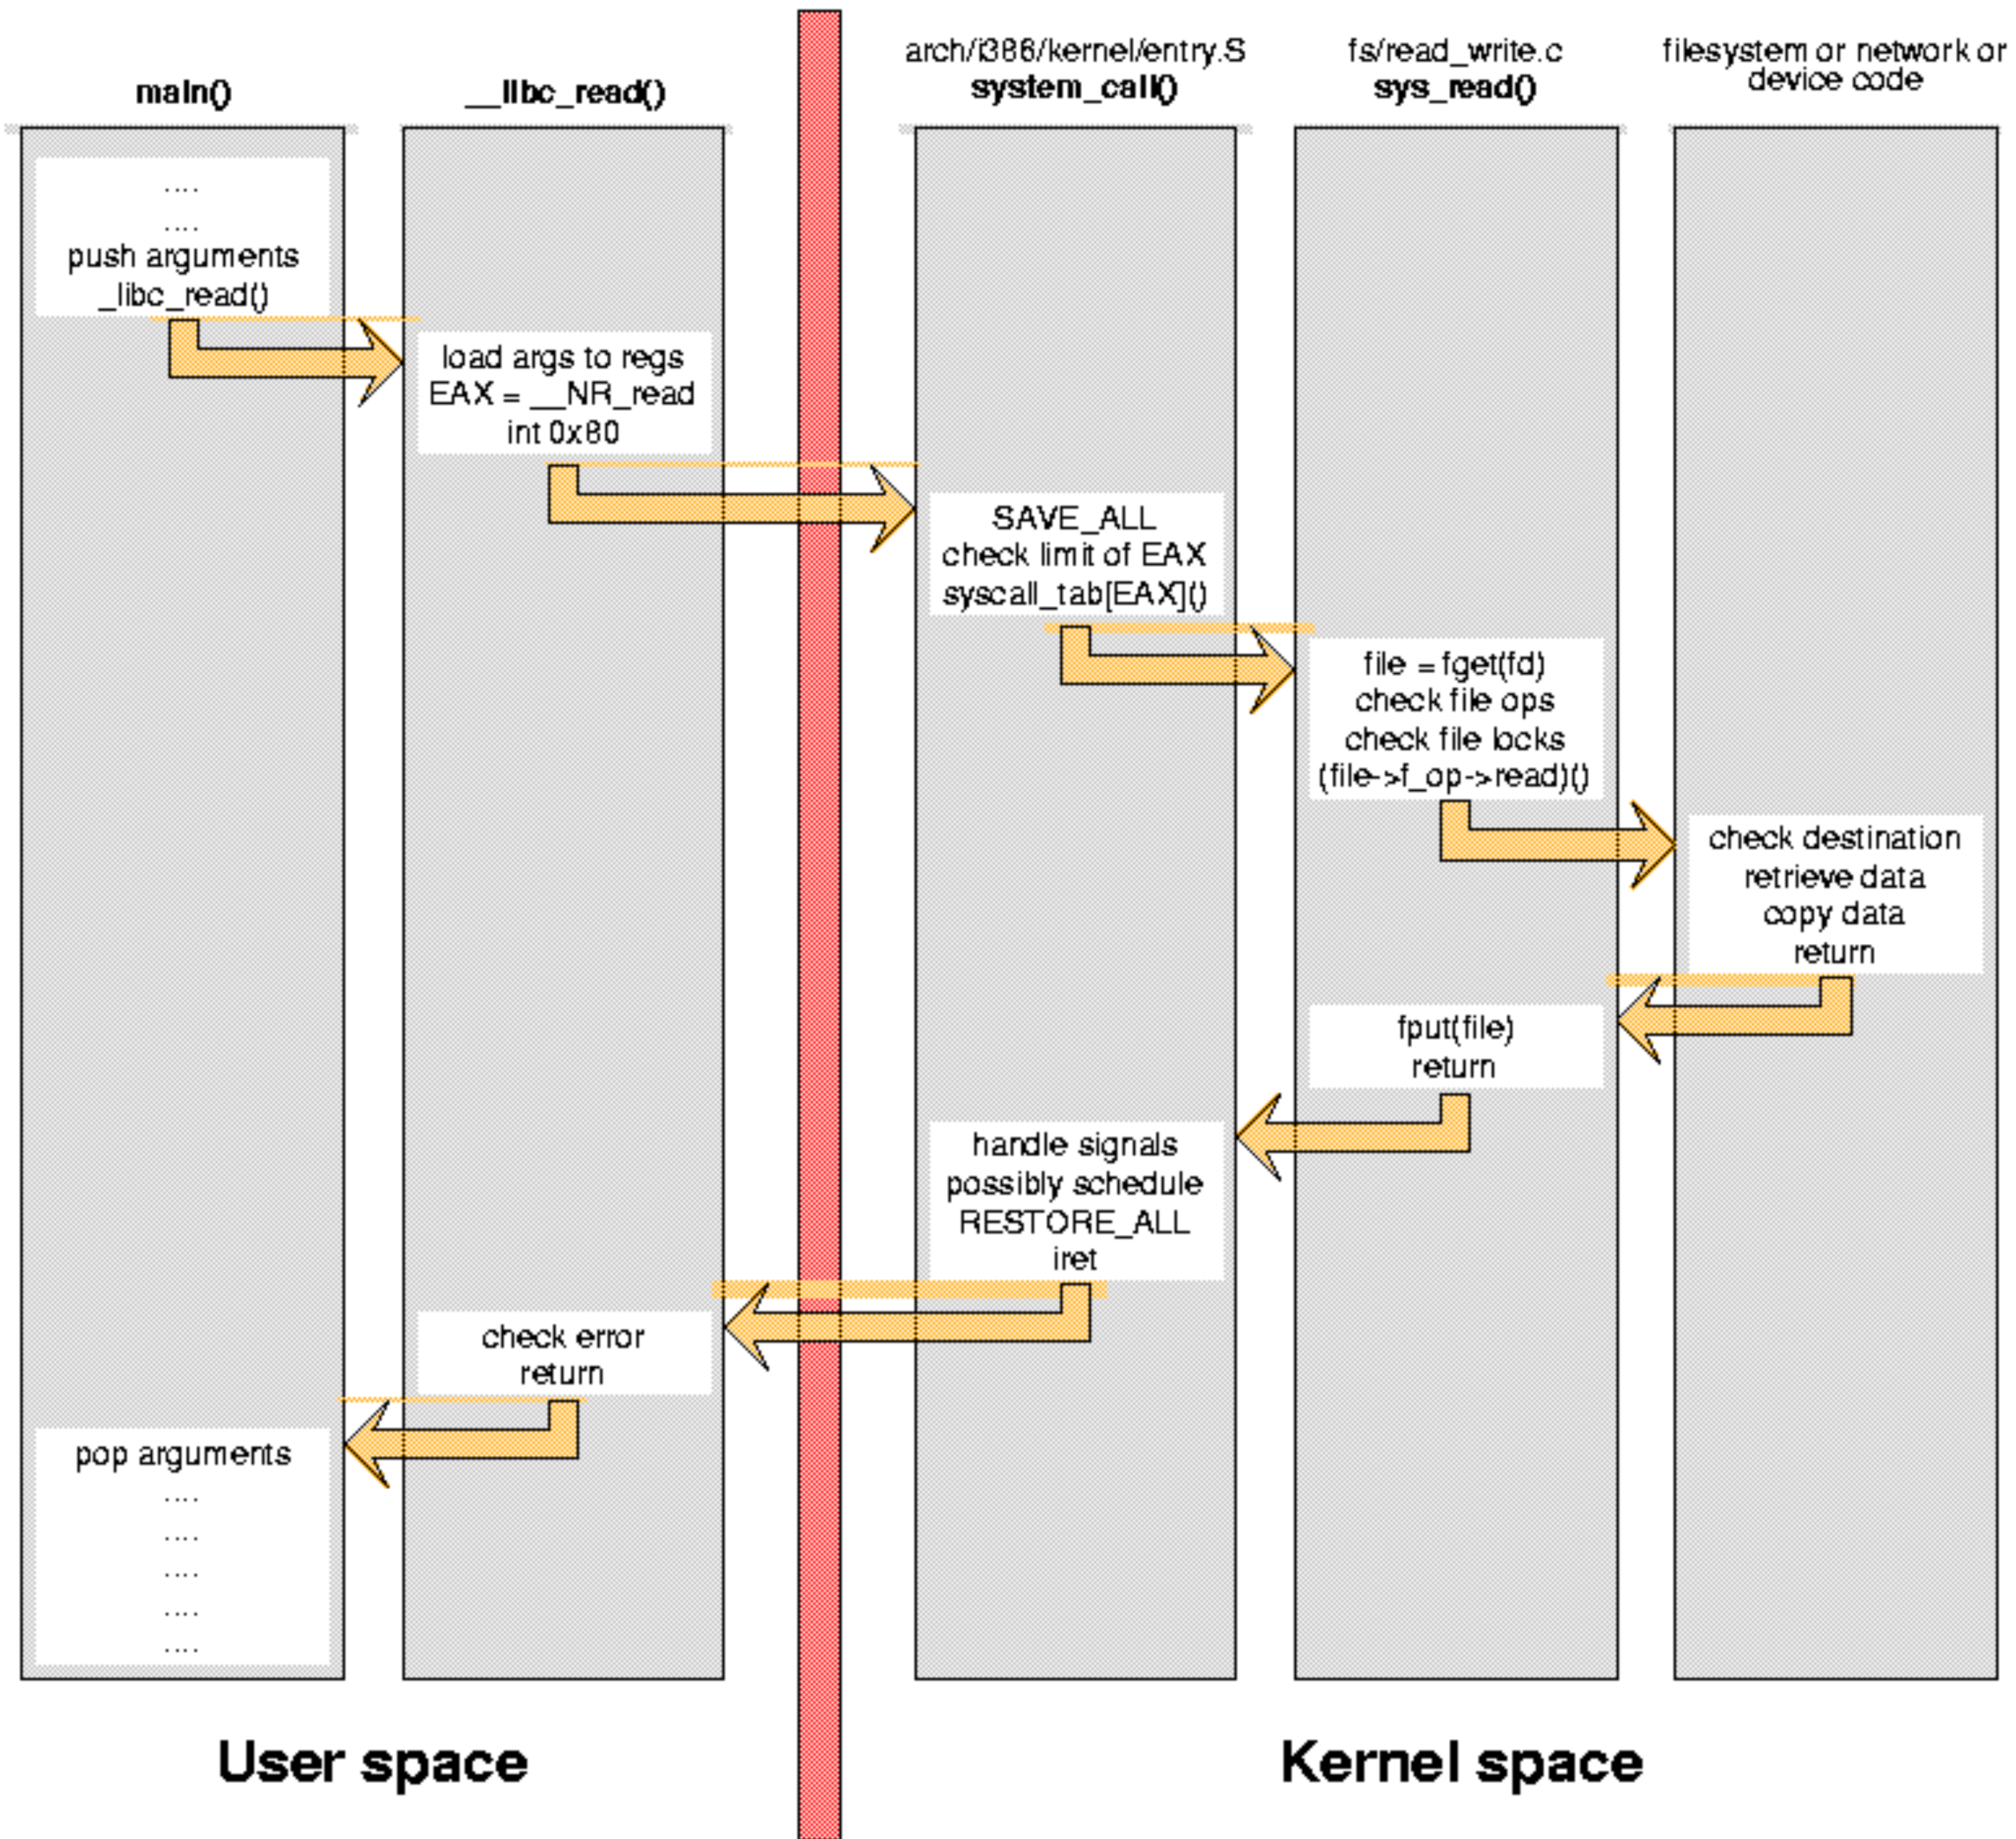 main()
__libc_read()
arch/i386/kernel/entry.S
system_call()
fs/read_write.c
sys_read()
filesystem or network or
device code
....
....
push arguments
_libc_read()
load args to regs
EAX = __NR_read
int 0x80
SAVE_ALL
check limit of EAX
syscall_tab[EAX]()
file = fget(fd)
check file ops
check file locks
(file->f_op->read)()
check destination
retrieve data
copy data
return
fput(file)
return
handle signals
possibly schedule
RESTORE_ALL
iret
check error
return
pop arguments
....
....
....
....
....
User space
Kernel space